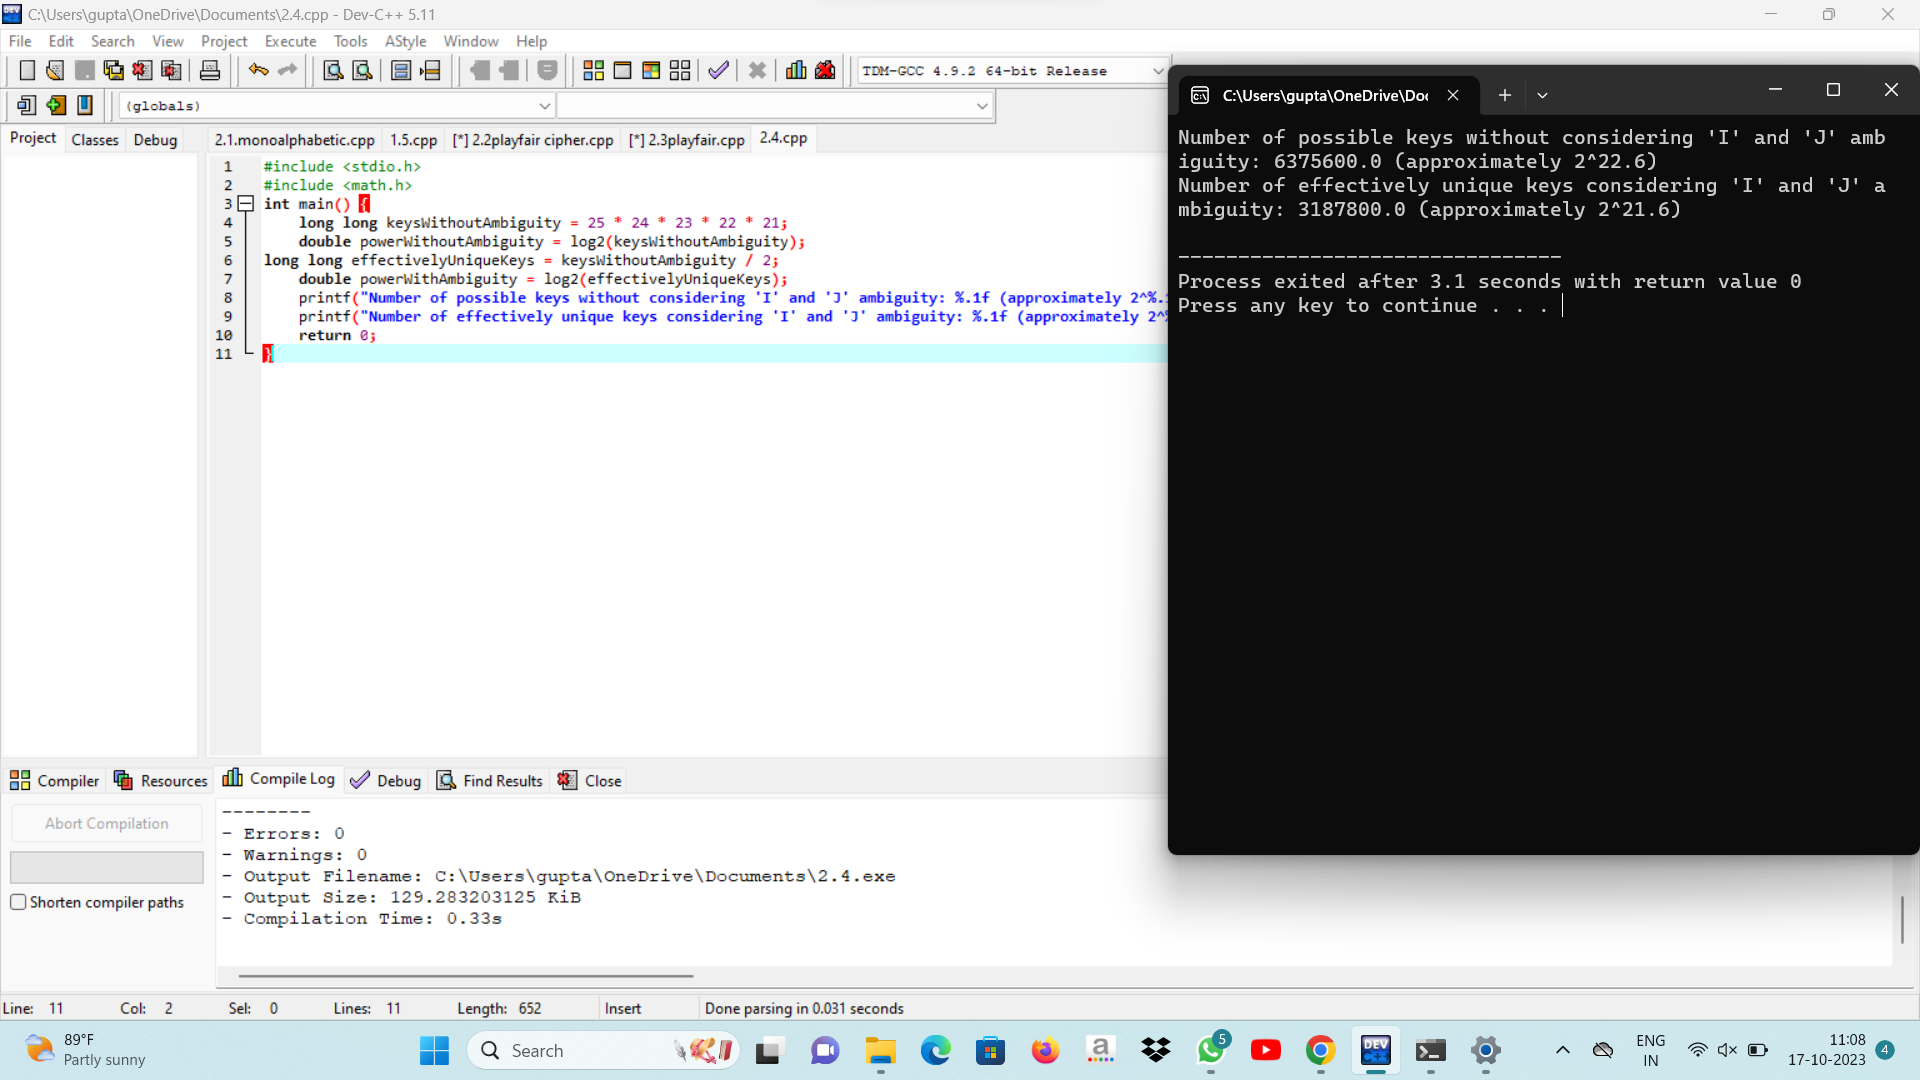 C:\Users\gupta\OneDrive\Documents\2.4.cpp - Dev-C++ 5.11
File Edit Search View Project Execute Tools AStyle Window Help
TDM-GCC 4.9.2 64-bit Release
(globals)
Project Classes Debug
2.1.monoalphabetic.cpp 1.5.cpp [*] 2.2playfair cipher.cpp [*] 2.3playfair.cpp 2.4.cpp
1 #include <stdio.h>
2 #include <math.h>
3 int main() {
4 long long keysWithoutAmbiguity = 25 * 24 * 23 * 22 * 21;
5 double powerWithoutAmbiguity = log2(keysWithoutAmbiguity);
6 long long effectivelyUniqueKeys = keysWithoutAmbiguity / 2;
7 double powerWithAmbiguity = log2(effectivelyUniqueKeys);
8 printf("Number of possible keys without considering 'I' and 'J' ambiguity: %.1f (approximately 2^%.
9 printf("Number of effectively unique keys considering 'I' and 'J' ambiguity: %.1f (approximately 2^
10 return 0;
11 }
C:\Users\gupta\OneDrive\Doc
Number of possible keys without considering 'I' and 'J' amb
iguity: 6375600.0 (approximately 2^22.6)
Number of effectively unique keys considering 'I' and 'J' a
mbiguity: 3187800.0 (approximately 2^21.6)
--------------------------------
Process exited after 3.1 seconds with return value 0
Press any key to continue . . .
Compiler Resources Compile Log Debug Find Results Close
Abort Compilation
Shorten compiler paths
--------
- Errors: 0
- Warnings: 0
- Output Filename: C:\Users\gupta\OneDrive\Documents\2.4.exe
- Output Size: 129.283203125 KiB
- Compilation Time: 0.33s
Line: 11 Col: 2 Sel: 0 Lines: 11 Length: 652 Insert Done parsing in 0.031 seconds
89°F
Partly sunny
Search
a
5
DEV
C++
ENG
IN
11:08
17-10-2023
4